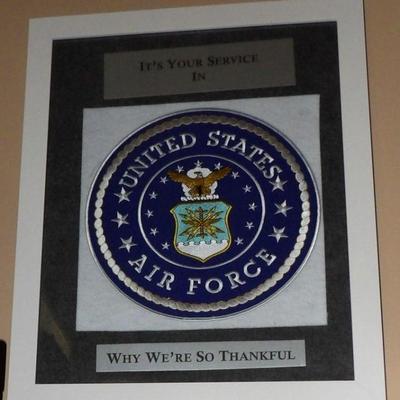 It's Your Service
In
UNITED STATES
AIR FORCE
Why We're So Thankful